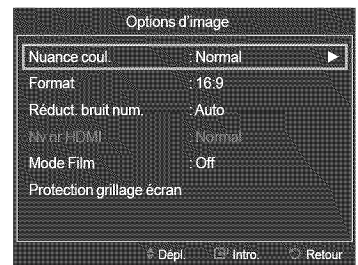 Options d'image
Nuance coul. : Normal
Format : 16:9
Réduct. bruit num. : Auto
Nv nr HDMI : Normal
Mode Film : Off
Protection grillage écran
Dépl. Intro. Retour